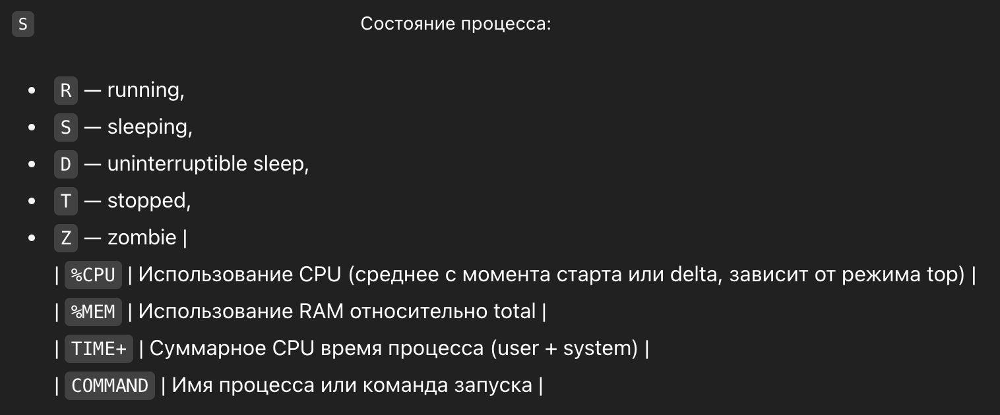 S Состояние процесса:
• R — running,
• S — sleeping,
• D — uninterruptible sleep,
• T — stopped,
• Z — zombie |
| %CPU | Использование CPU (среднее с момента старта или delta, зависит от режима top) |
| %MEM | Использование RAM относительно total |
| TIME+ | Суммарное CPU время процесса (user + system) |
| COMMAND | Имя процесса или команда запуска |